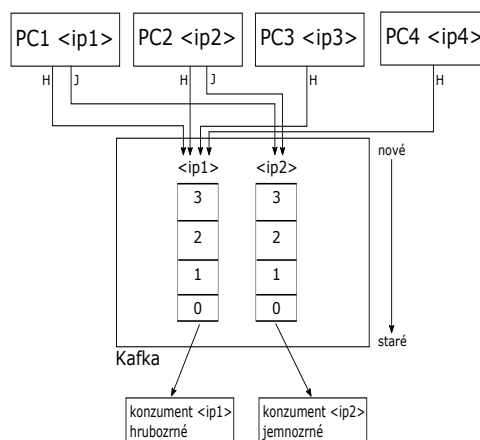 PC1 <ip1>
PC2 <ip2>
PC3 <ip3>
PC4 <ip4>
H
J
H
J
H
H
<ip1>
<ip2>
nové
3
3
2
2
1
1
0
0
staré
Kafka
konzument <ip1>
hrubozrné
konzument <ip2>
jemnozrné